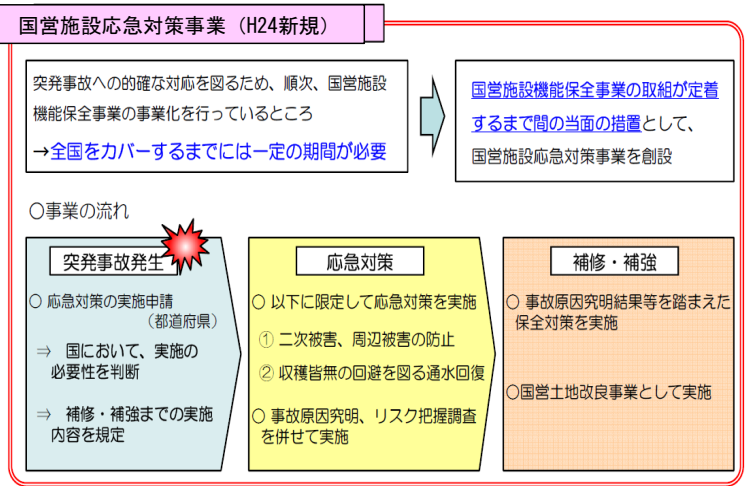 国営施設応急対策事業（H24新規）
突発事故への的確な対応を図るため、順次、国営施設
機能保全事業の事業化を行っているところ
→全国をカバーするまでには一定の期間が必要
国営施設機能保全事業の取組が定着
するまで間の当面の措置として、
国営施設応急対策事業を創設
○事業の流れ
突発事故発生
○ 応急対策の実施申請
（都道府県）
⇒ 国において、実施の
必要性を判断
⇒ 補修・補強までの実施
内容を規定
応急対策
○ 以下に限定して応急対策を実施
① 二次被害、周辺被害の防止
② 収穫皆無の回避を図る通水回復
○ 事故原因究明、リスク把握調査
を併せて実施
補修・補強
○ 事故原因究明結果等を踏まえた
保全対策を実施
○国営土地改良事業として実施